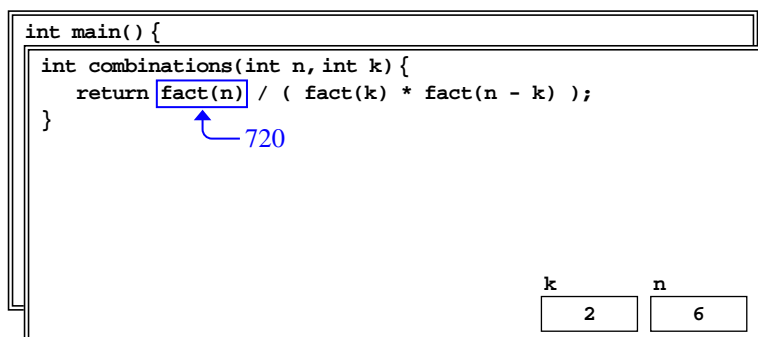 int main() {
int combinations(int n, int k) {
return fact(n) / ( fact(k) * fact(n - k) );
}
720
k n
2 6